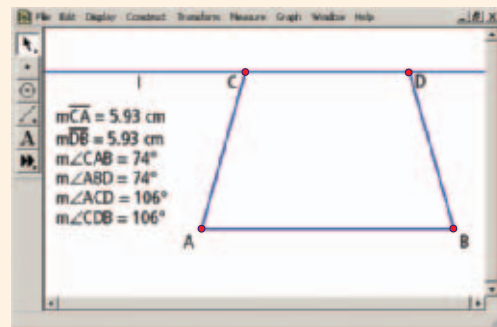 File Edit Display Construct Transform Measure Graph Window Help
C D
l
mCA = 5.93 cm
mDB = 5.93 cm
m∠CAB = 74°
m∠ABD = 74°
m∠ACD = 106°
m∠CDB = 106°
A
A B